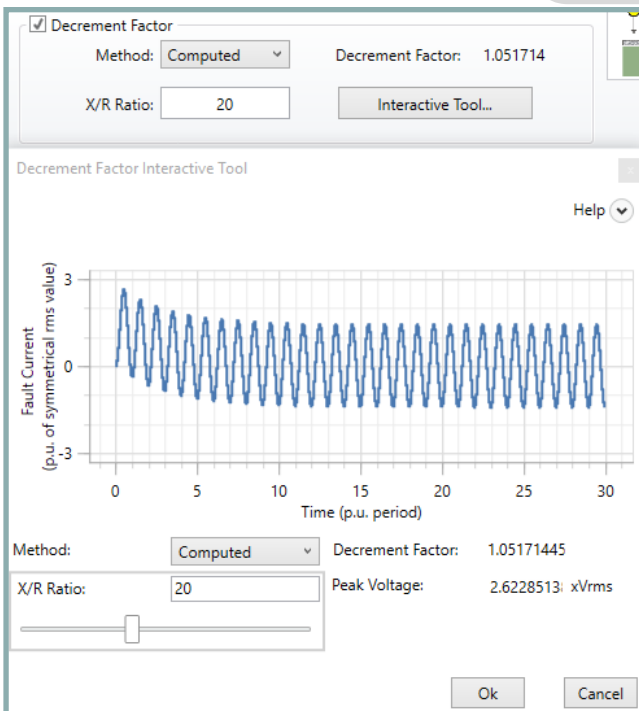 Decrement Factor
Method: Computed Decrement Factor: 1.051714
X/R Ratio: 20 Interactive Tool...
Decrement Factor Interactive Tool
Help
Fault Current
(p.u. of symmetrical rms value)
3
0
-3
0 5 10 15 20 25 30
Time (p.u. period)
Method: Computed Decrement Factor: 1.05171445
X/R Ratio: 20 Peak Voltage: 2.6228513 xVrms
Ok Cancel